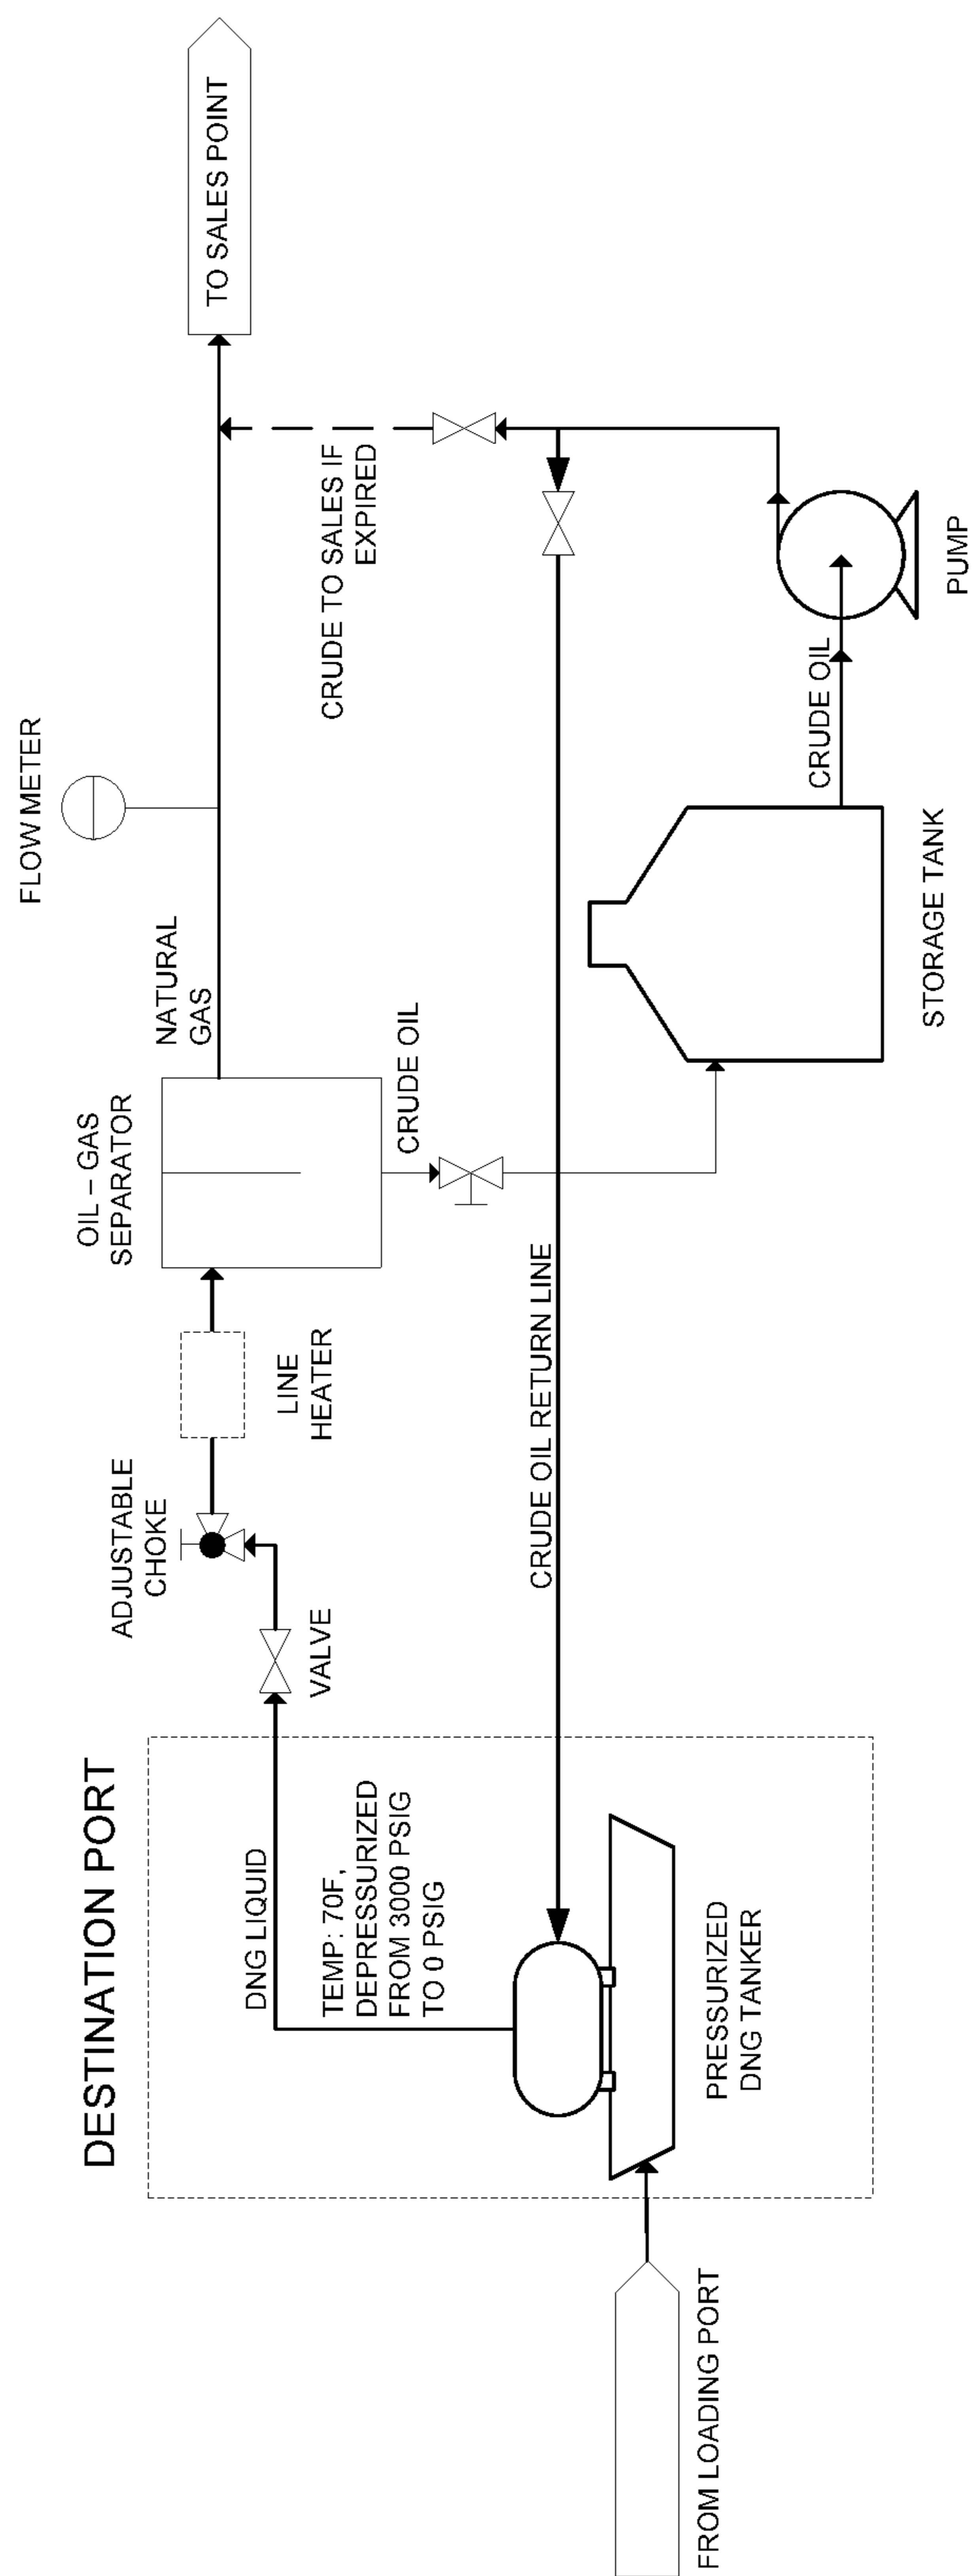 DESTINATION PORT
FROM LOADING PORT
PRESSURIZED
DNG TANKER
DNG LIQUID
TEMP: 70F,
DEPRESSURIZED
FROM 3000 PSIG
TO 0 PSIG
VALVE
ADJUSTABLE
CHOKE
LINE
HEATER
OIL – GAS
SEPARATOR
NATURAL
GAS
FLOW METER
TO SALES POINT
CRUDE OIL
CRUDE OIL RETURN LINE
STORAGE TANK
CRUDE OIL
PUMP
CRUDE TO SALES IF
EXPIRED